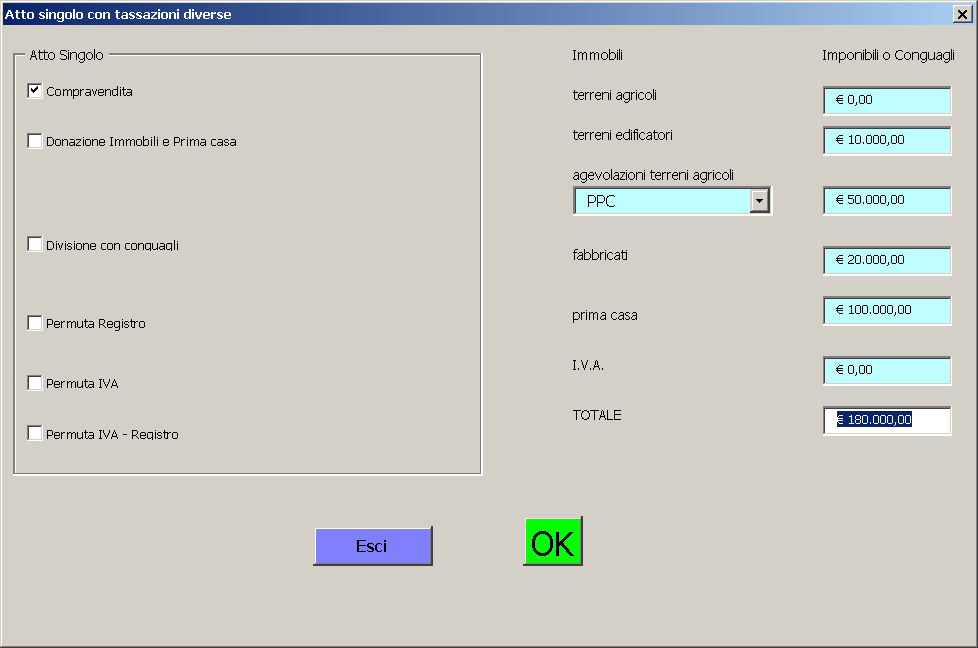 Atto singolo con tassazioni diverse
Atto Singolo
Compravendita
Donazione Immobili e Prima casa
Divisione con conguagli
Permuta Registro
Permuta IVA
Permuta IVA - Registro
Immobili Imponibili o Conguagli
terreni agricoli € 0,00
terreni edificatori € 10.000,00
agevolazioni terreni agricoli
PPC € 50.000,00
fabbricati € 20.000,00
prima casa € 100.000,00
I.V.A. € 0,00
TOTALE € 180.000,00
Esci OK